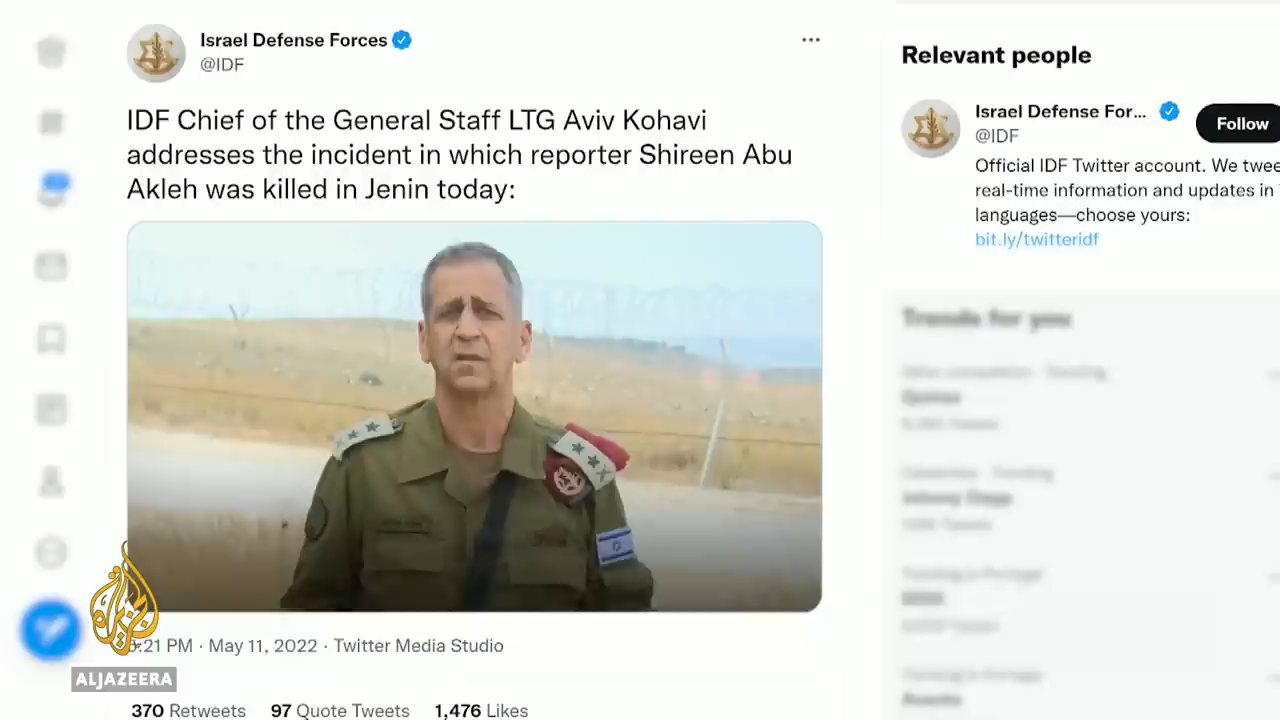 Israel Defense Forces
@IDF
IDF Chief of the General Staff LTG Aviv Kohavi
addresses the incident in which reporter Shireen Abu
Akleh was killed in Jenin today:
:21 PM · May 11, 2022 · Twitter Media Studio
370 Retweets 97 Quote Tweets 1,476 Likes
ALJAZEERA
Relevant people
Israel Defense For...
@IDF
Follow
Official IDF Twitter account. We twee
real-time information and updates in
languages—choose yours:
bit.ly/twitteridf
Trends for you